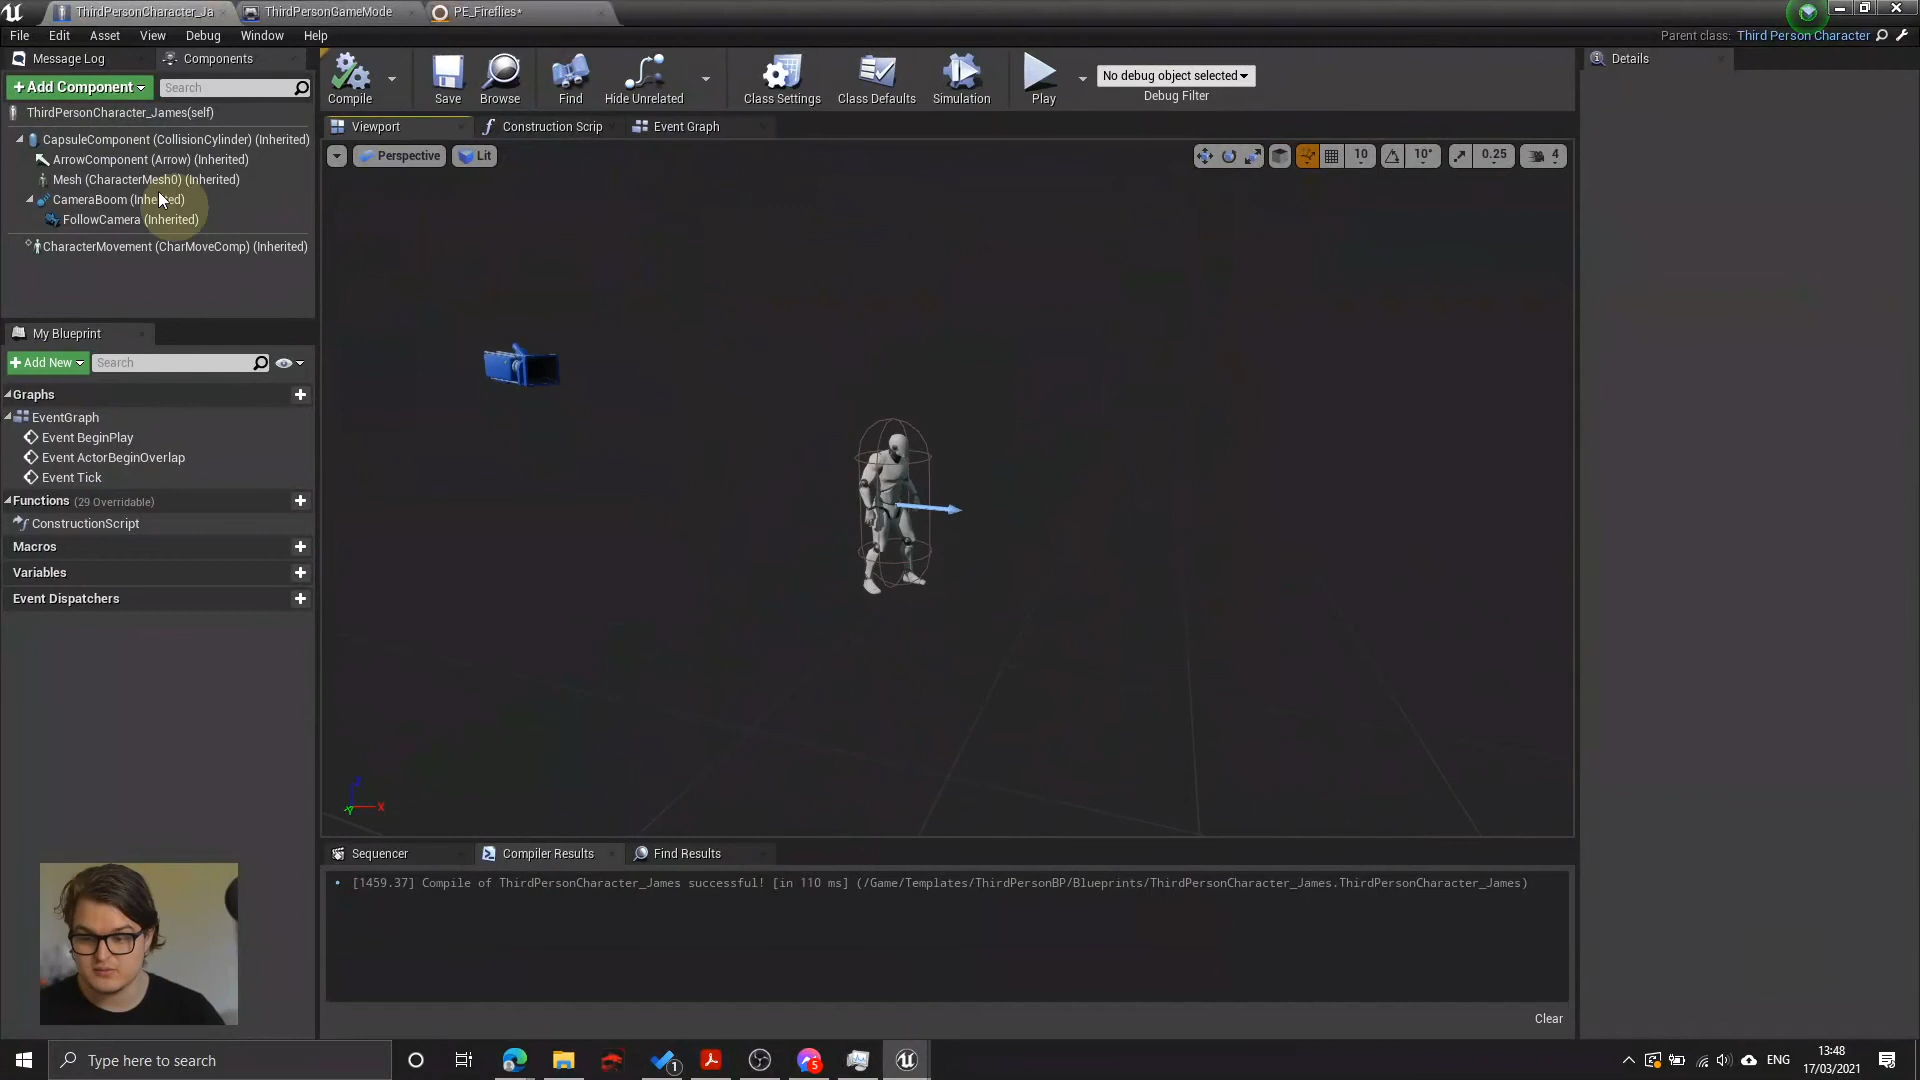 ThirdPersonCharacter_Ja
ThirdPersonGameMode
PE_Fireflies*
File
Edit
Asset
View
Debug
Window
Help
Parent class: Third Person Character
Message Log
Components
+Add Component
Search
Compile
Save
Browse
Find
Hide Unrelated
Class Settings
Class Defaults
Simulation
Play
No debug object selected
Debug Filter
Details
ThirdPersonCharacter_James(self)
CapsuleComponent (CollisionCylinder) (Inherited)
ArrowComponent (Arrow) (Inherited)
Mesh (CharacterMesh0) (Inherited)
CameraBoom (Inherited)
FollowCamera (Inherited)
CharacterMovement (CharMoveComp) (Inherited)
Viewport
Construction Scrip
Event Graph
Perspective
Lit
10
10°
0.25
4
My Blueprint
+Add New
Search
Graphs
EventGraph
Event BeginPlay
Event ActorBeginOverlap
Event Tick
Functions (29 Overridable)
ConstructionScript
Macros
Variables
Event Dispatchers
Z
X
Y
Sequencer
Compiler Results
Find Results
[1459.37] Compile of ThirdPersonCharacter_James successful! [in 110 ms] (/Game/Templates/ThirdPersonBP/Blueprints/ThirdPersonCharacter_James.ThirdPersonCharacter_James)
Clear
Type here to search
1
5
ENG
13:48
17/03/2021